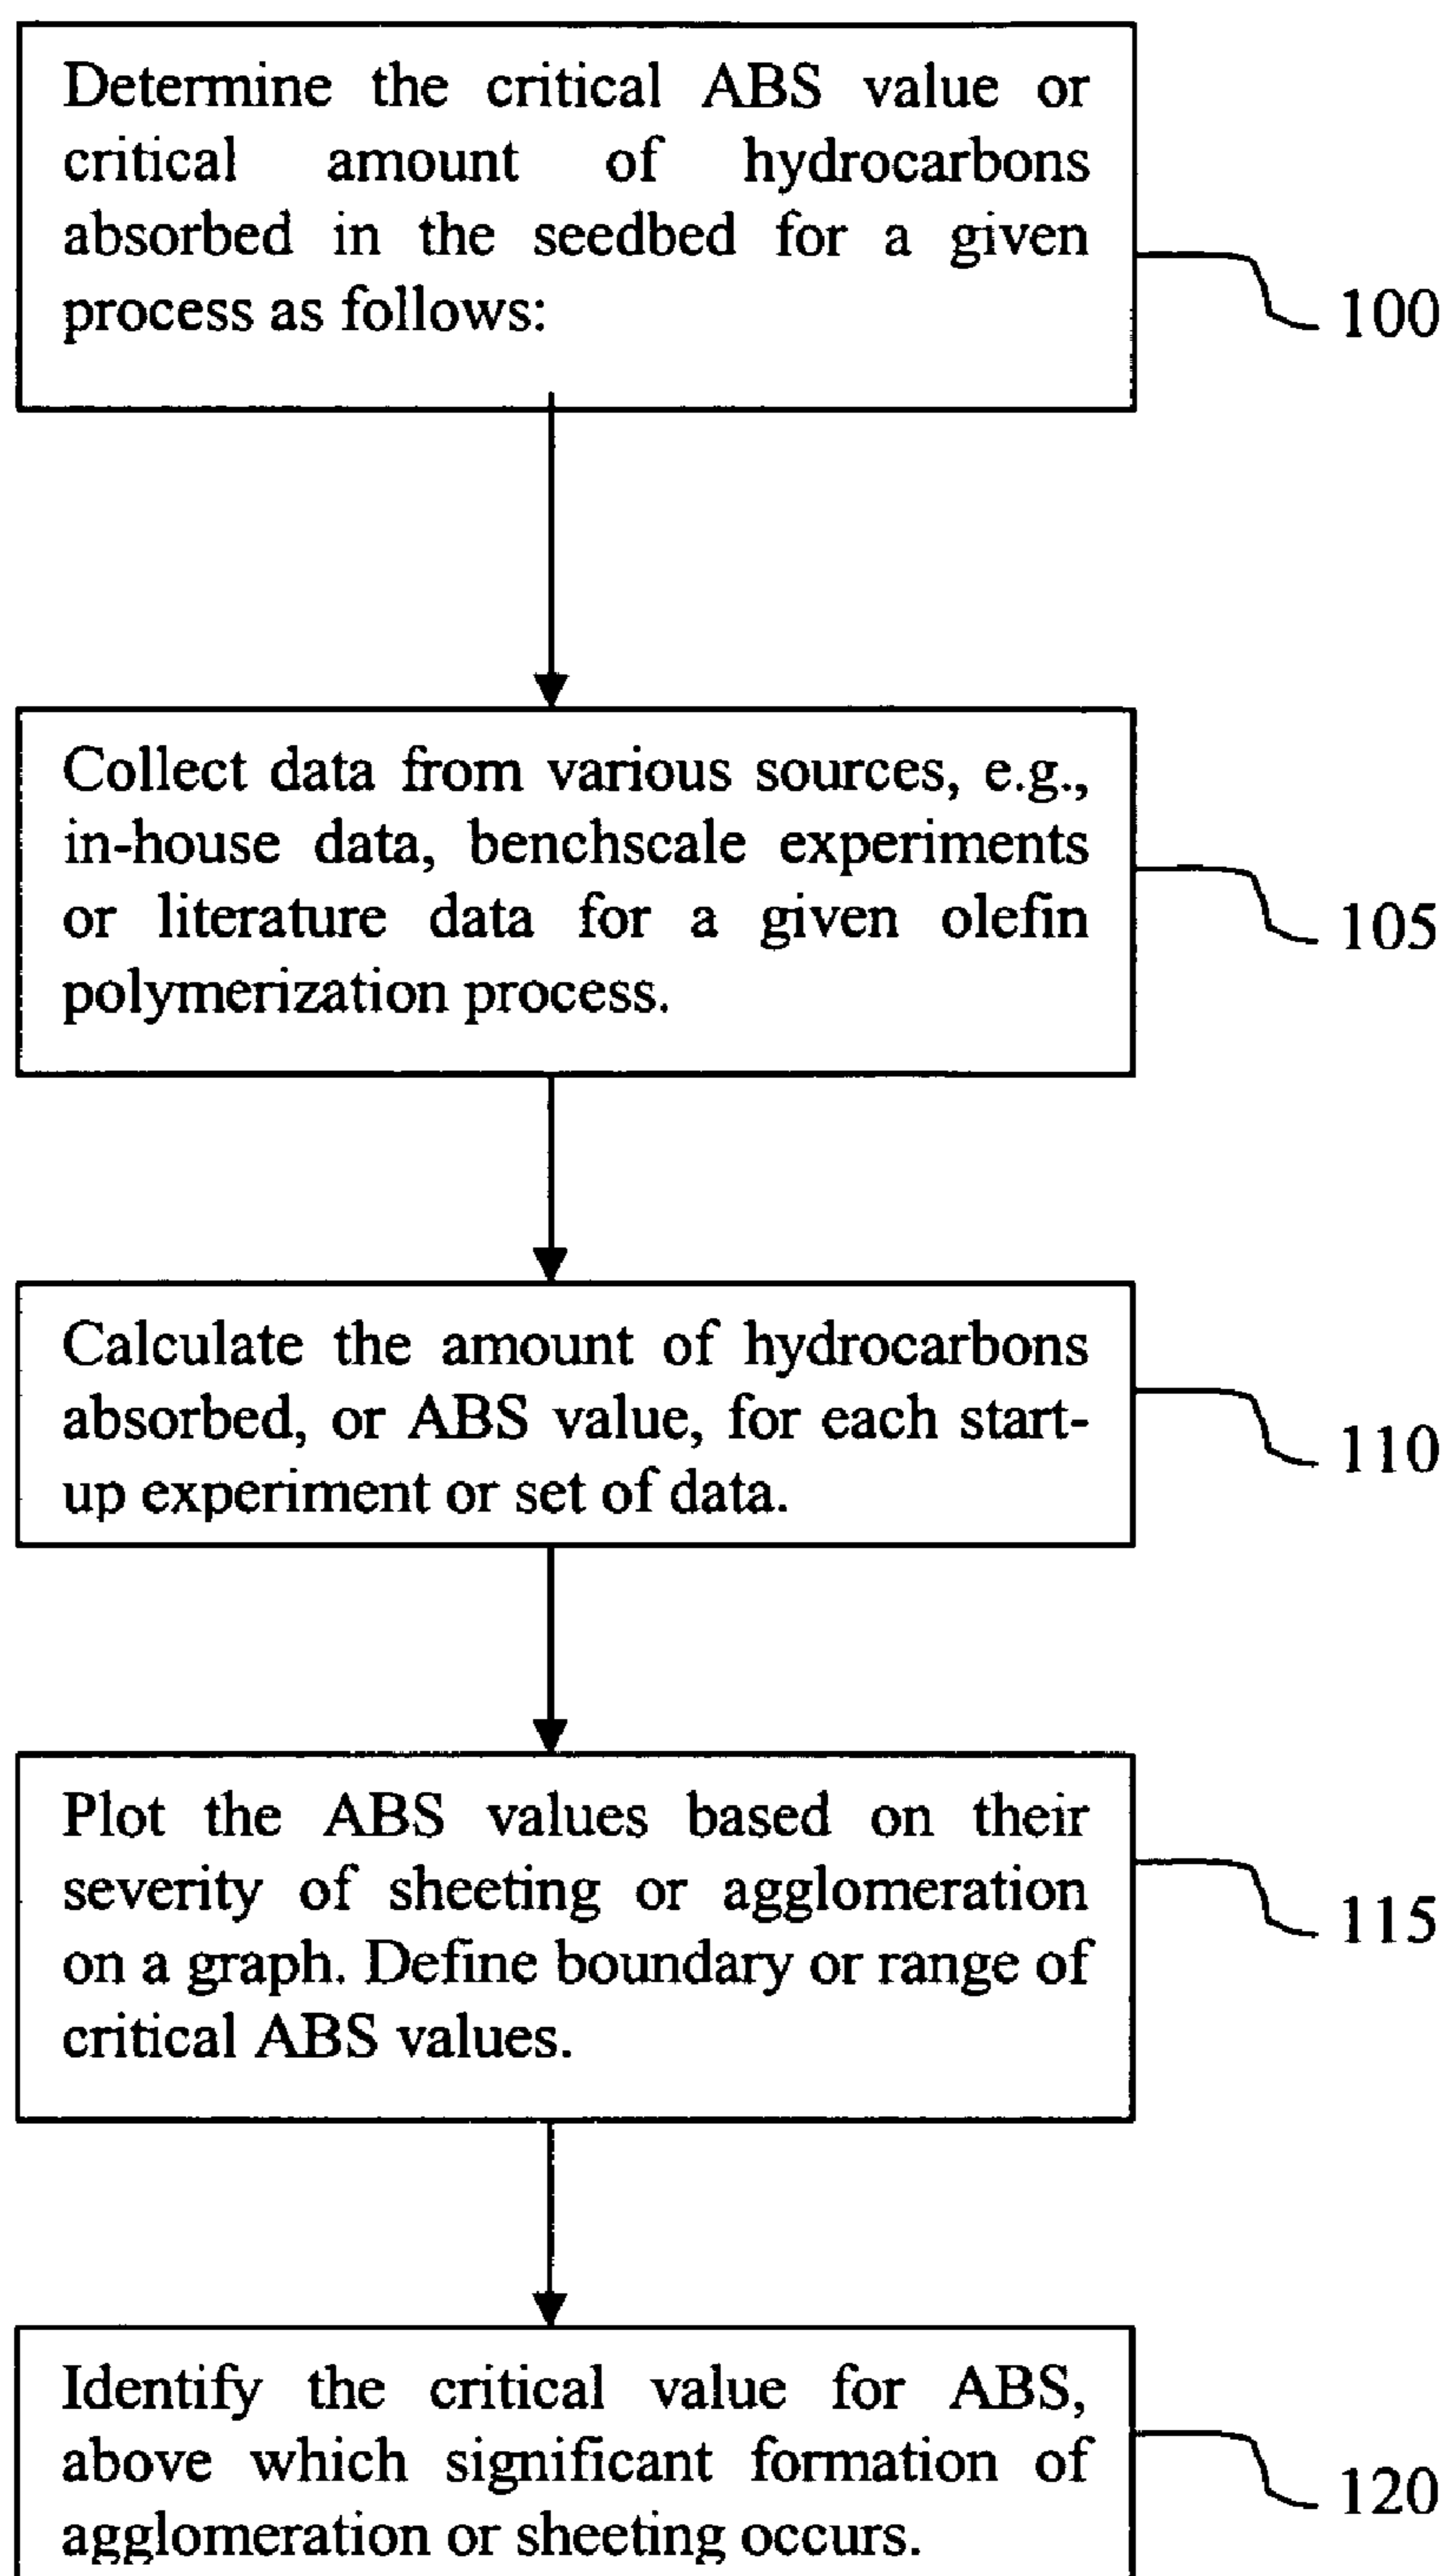 Determine the critical ABS value or
critical amount of hydrocarbons
absorbed in the seedbed for a given
process as follows:
100
Collect data from various sources, e.g.,
in-house data, benchscale experiments
or literature data for a given olefin
polymerization process.
105
Calculate the amount of hydrocarbons
absorbed, or ABS value, for each start-
up experiment or set of data.
110
Plot the ABS values based on their
severity of sheeting or agglomeration
on a graph. Define boundary or range of
critical ABS values.
115
Identify the critical value for ABS,
above which significant formation of
agglomeration or sheeting occurs.
120